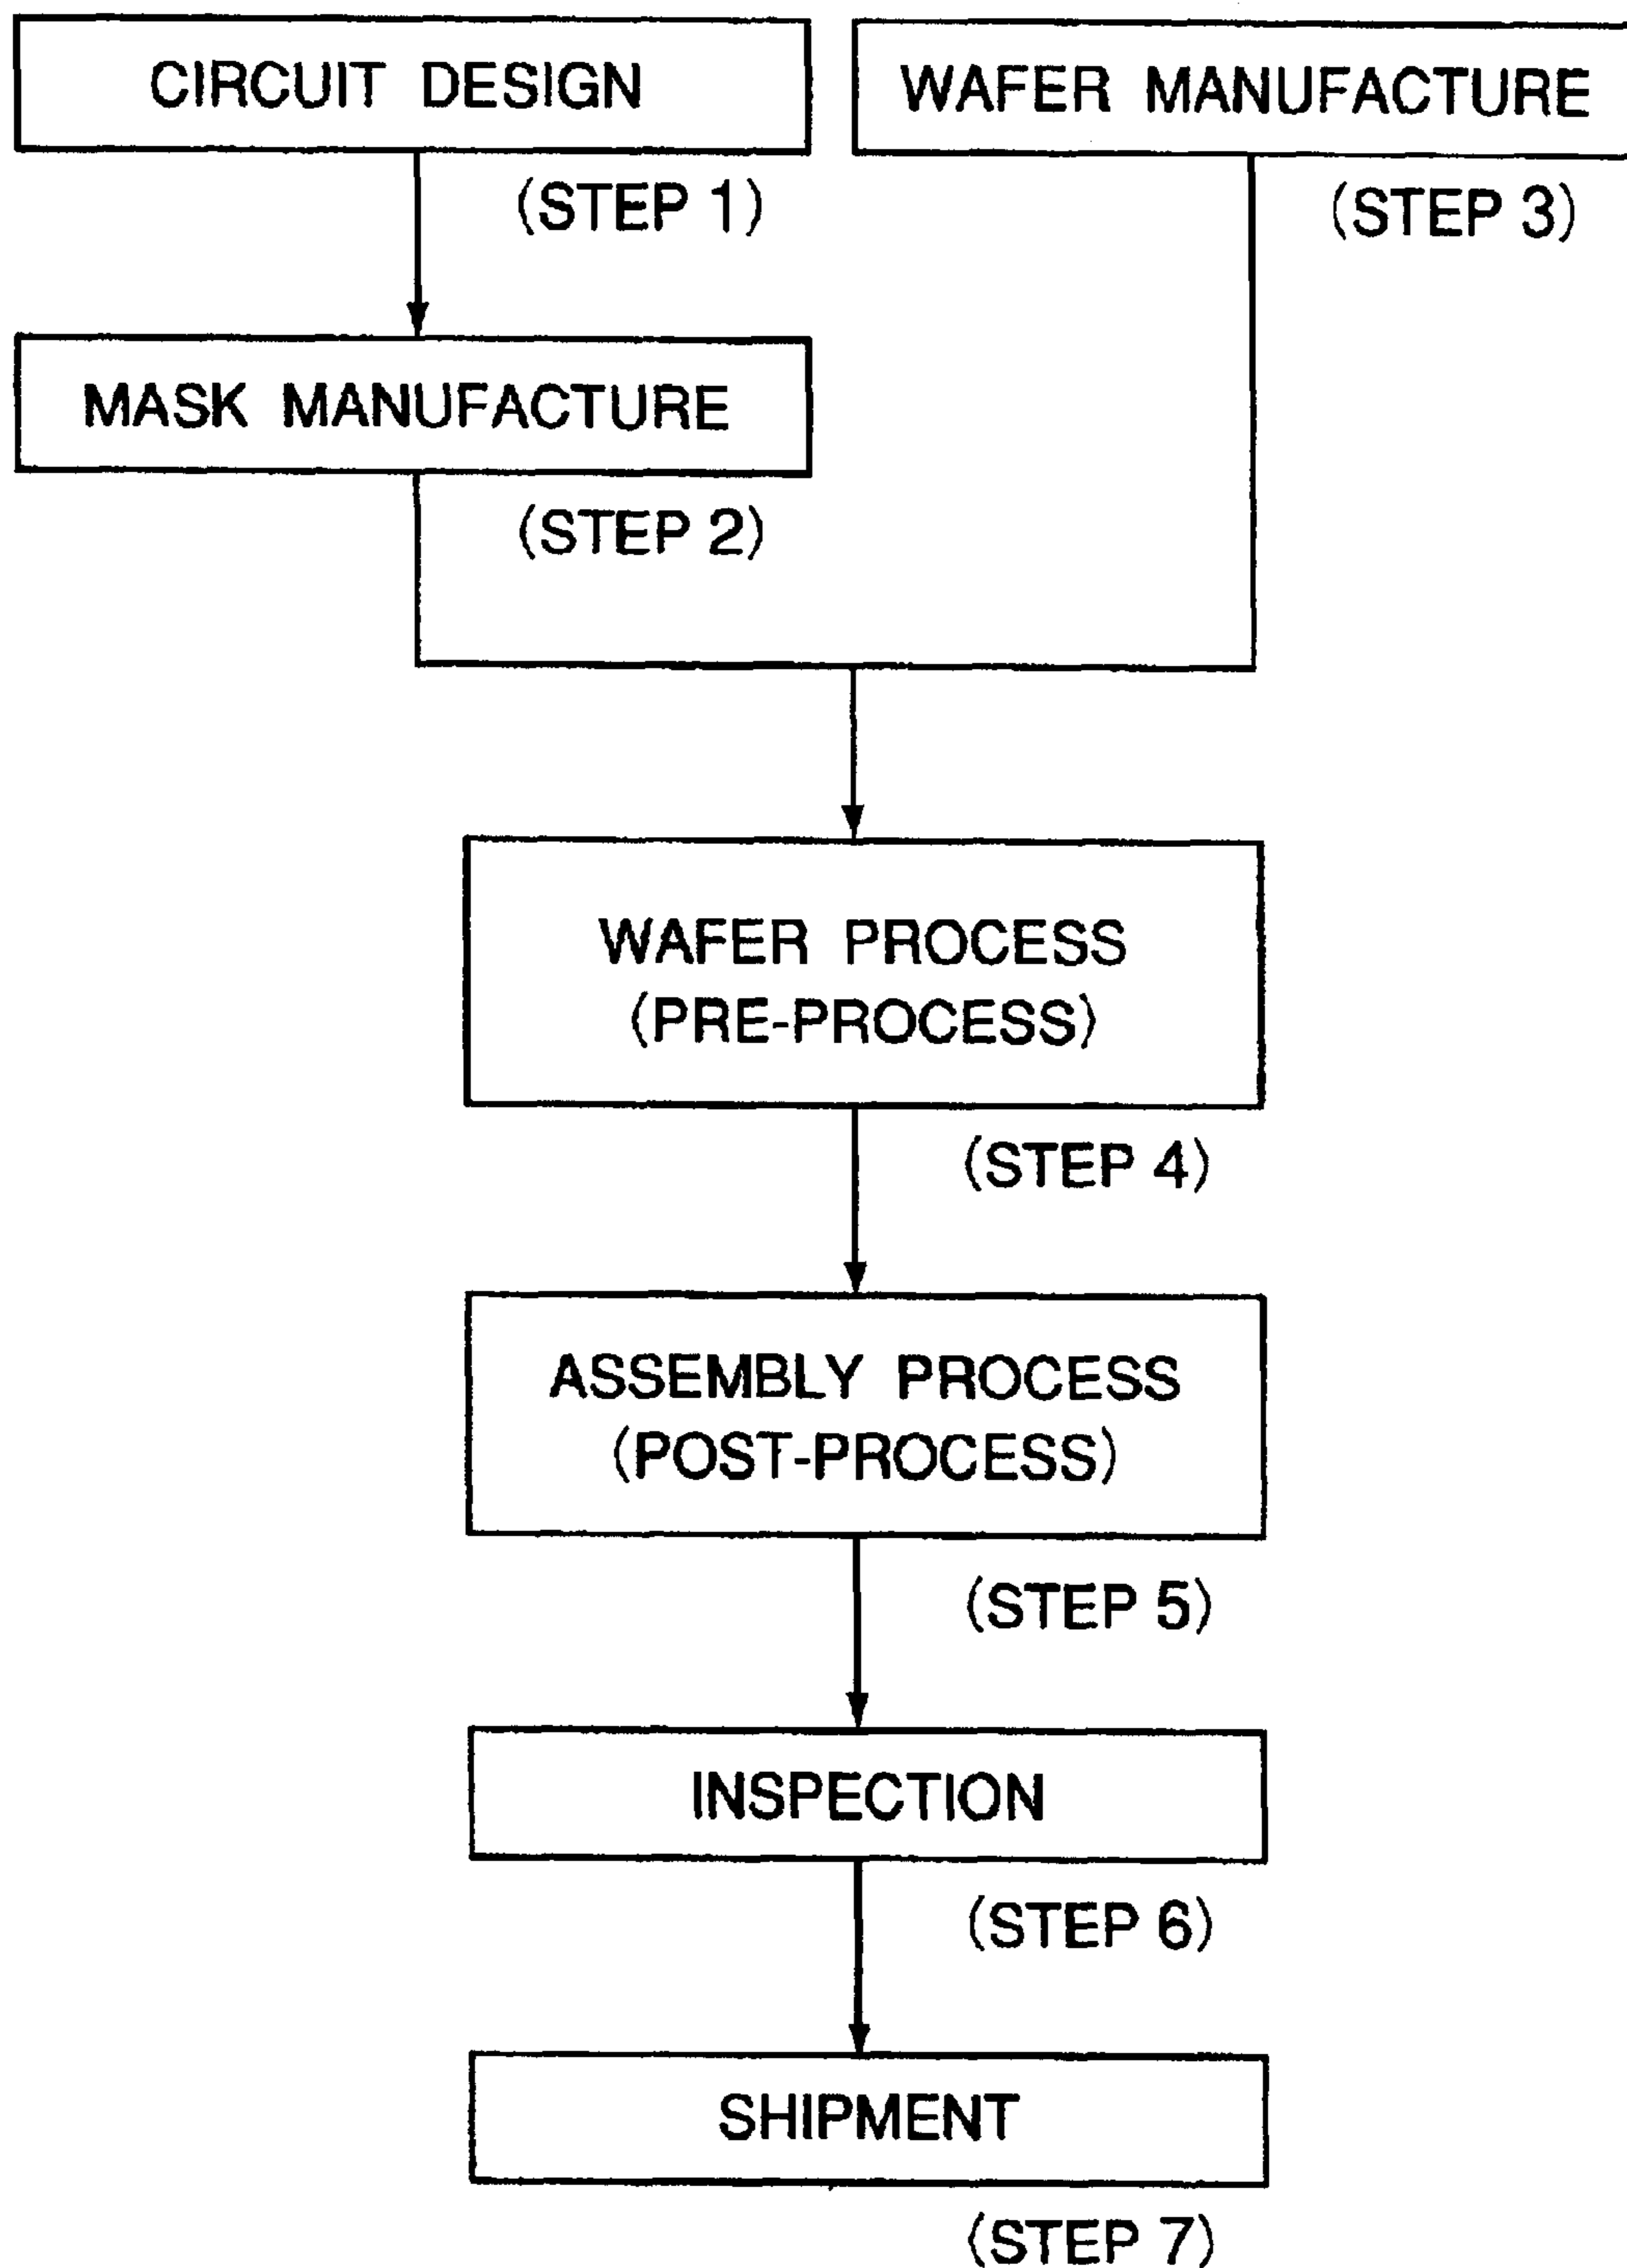 CIRCUIT DESIGN
(STEP 1)
WAFER MANUFACTURE
(STEP 3)
MASK MANUFACTURE
(STEP 2)
WAFER PROCESS
(PRE-PROCESS)
(STEP 4)
ASSEMBLY PROCESS
(POST-PROCESS)
(STEP 5)
INSPECTION
(STEP 6)
SHIPMENT
(STEP 7)